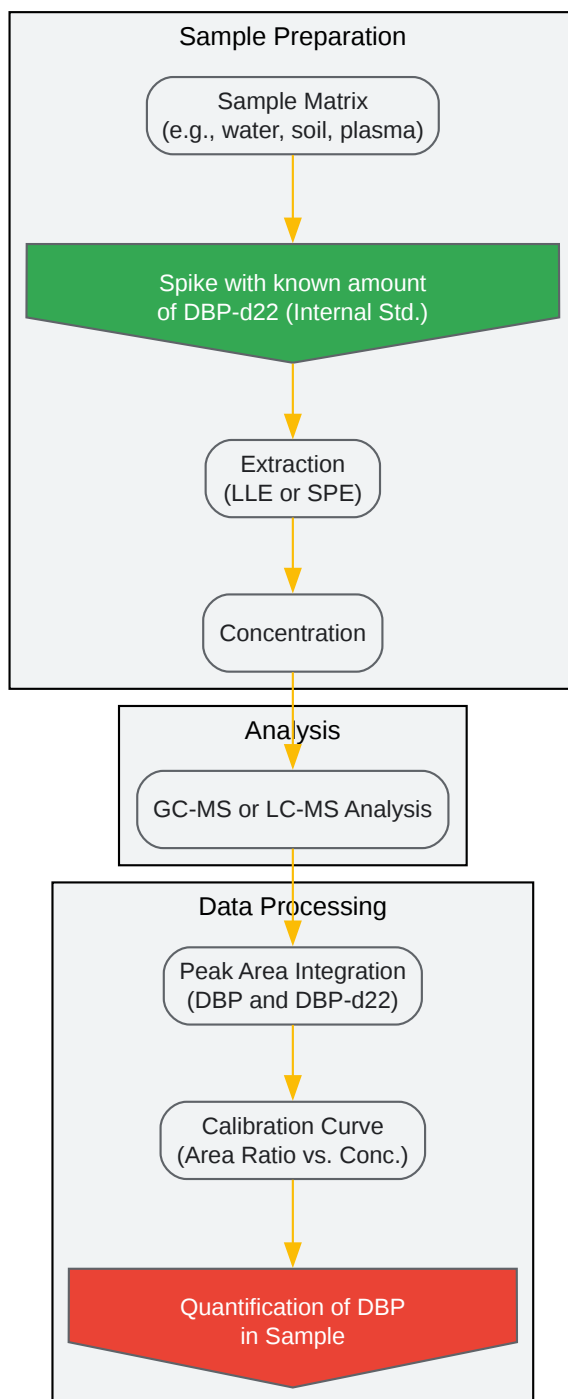 Sample Preparation
Sample Matrix
(e.g., water, soil, plasma)
Spike with known amount
of DBP-d22 (Internal Std.)
Extraction
(LLE or SPE)
Concentration
Analysis
GC-MS or LC-MS Analysis
Data Processing
Peak Area Integration
(DBP and DBP-d22)
Calibration Curve
(Area Ratio vs. Conc.)
Quantification of DBP
in Sample